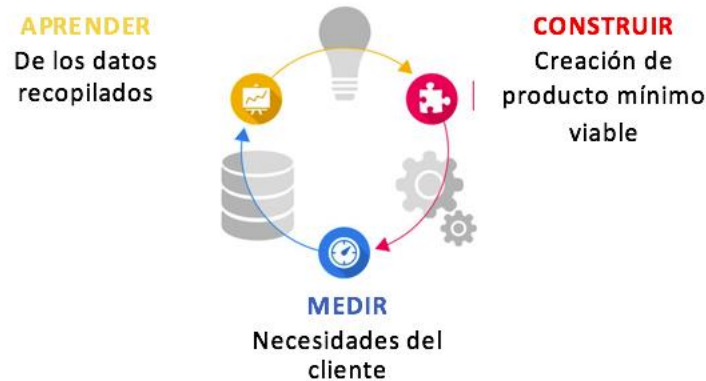 APRENDER
De los datos
recopilados
CONSTRUIR
Creación de
producto mínimo
viable
MEDIR
Necesidades del
cliente